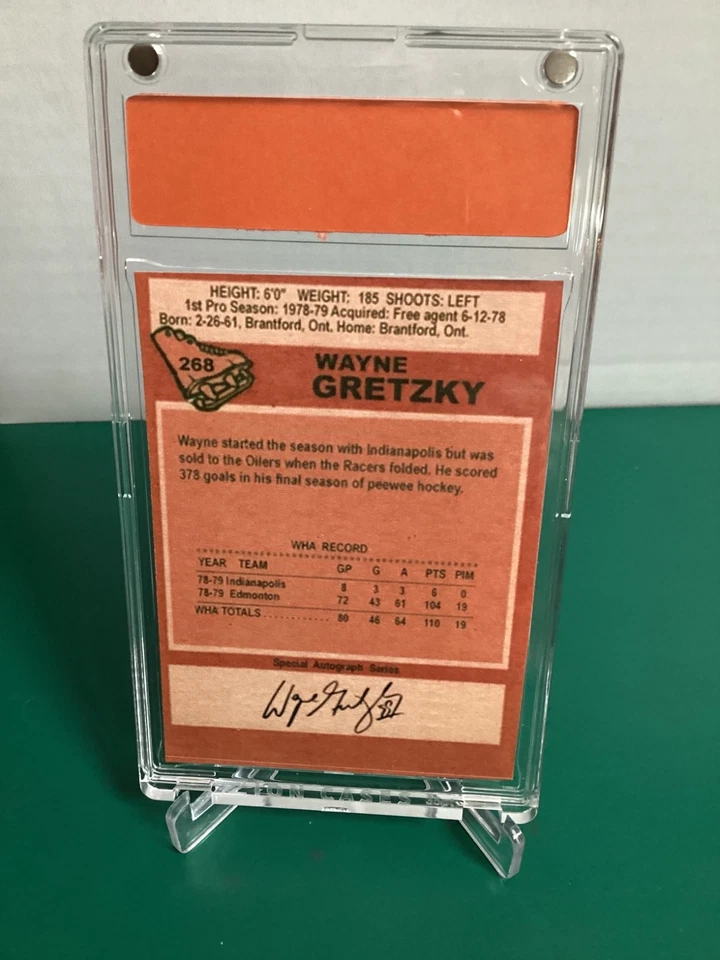 HEIGHT: 6'0" WEIGHT: 185 SHOOTS: LEFT
1st Pro Season: 1978-79 Acquired: Free agent 6-12-78
Born: 2-26-61, Brantford, Ont. Home: Brantford, Ont.
268
WAYNE
GRETZKY
Wayne started the season with Indianapolis but was
sold to the Oilers when the Racers folded. He scored
378 goals in his final season of peewee hockey.
WHA RECORD
YEAR TEAM GP G A PTS PIM
78-79 Indianapolis 8 3 3 6 0
78-79 Edmonton 72 43 61 104 19
WHA TOTALS............ 80 46 64 110 19
Special Autograph Series
CASES